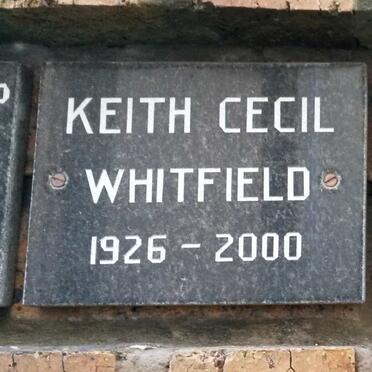 KEITH CECIL
WHITFIELD
1926 - 2000